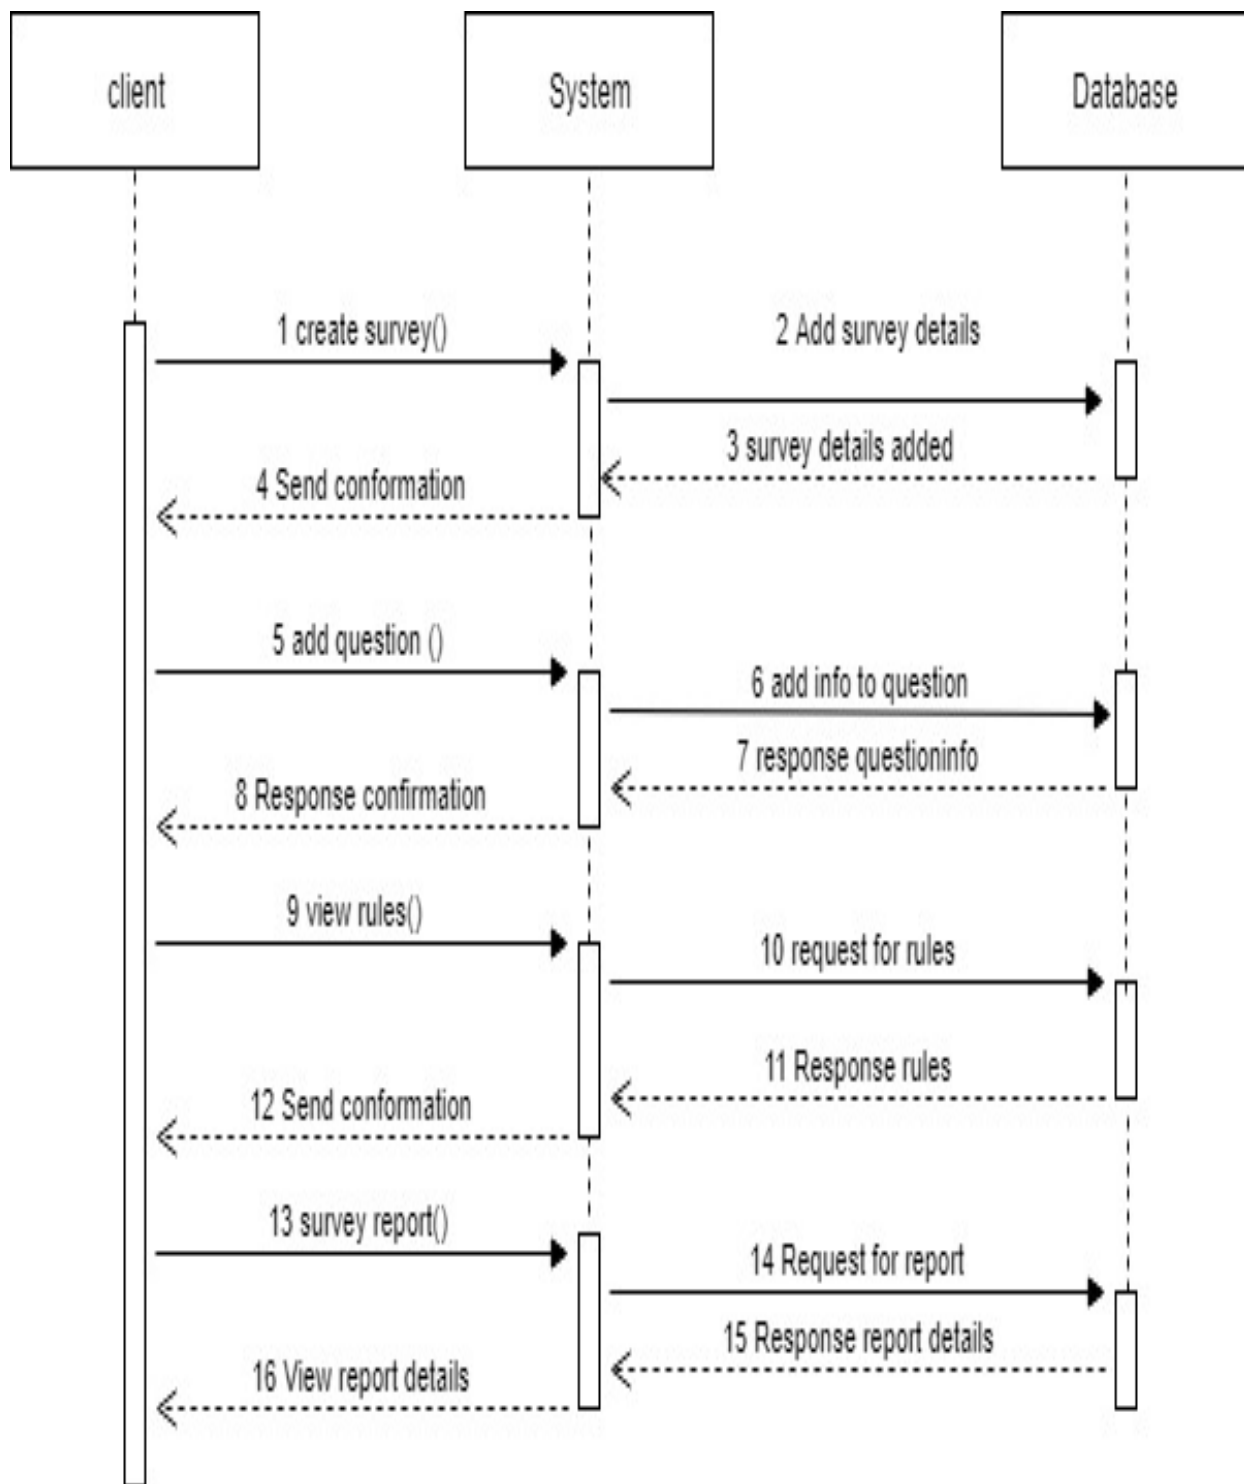 client
System
Database
1 create survey()
2 Add survey details
3 survey details added
4 Send conformation
5 add question ()
6 add info to question
7 response questioninfo
8 Response confirmation
9 view rules()
10 request for rules
11 Response rules
12 Send conformation
13 survey report()
14 Request for report
15 Response report details
16 View report details